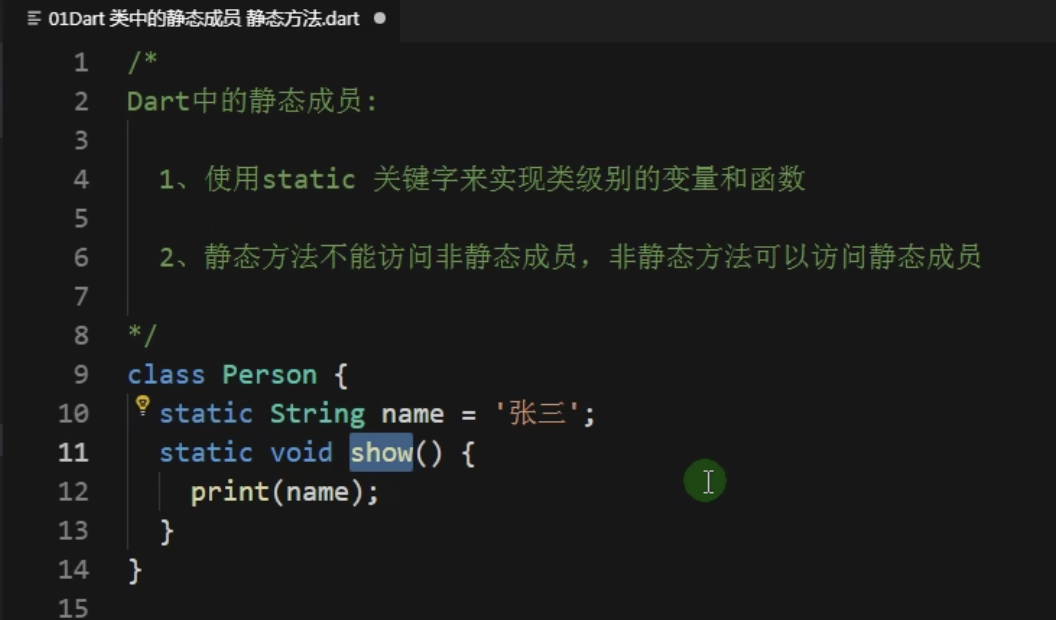 01Dart 类中的静态成员 静态方法.dart
1 /*
2 Dart中的静态成员:
3
4 1、使用static 关键字来实现类级别的变量和函数
5
6 2、静态方法不能访问非静态成员，非静态方法可以访问静态成员
7
8 */
9 class Person {
10 static String name = '张三';
11 static void show() {
12 print(name);
13 }
14 }
15